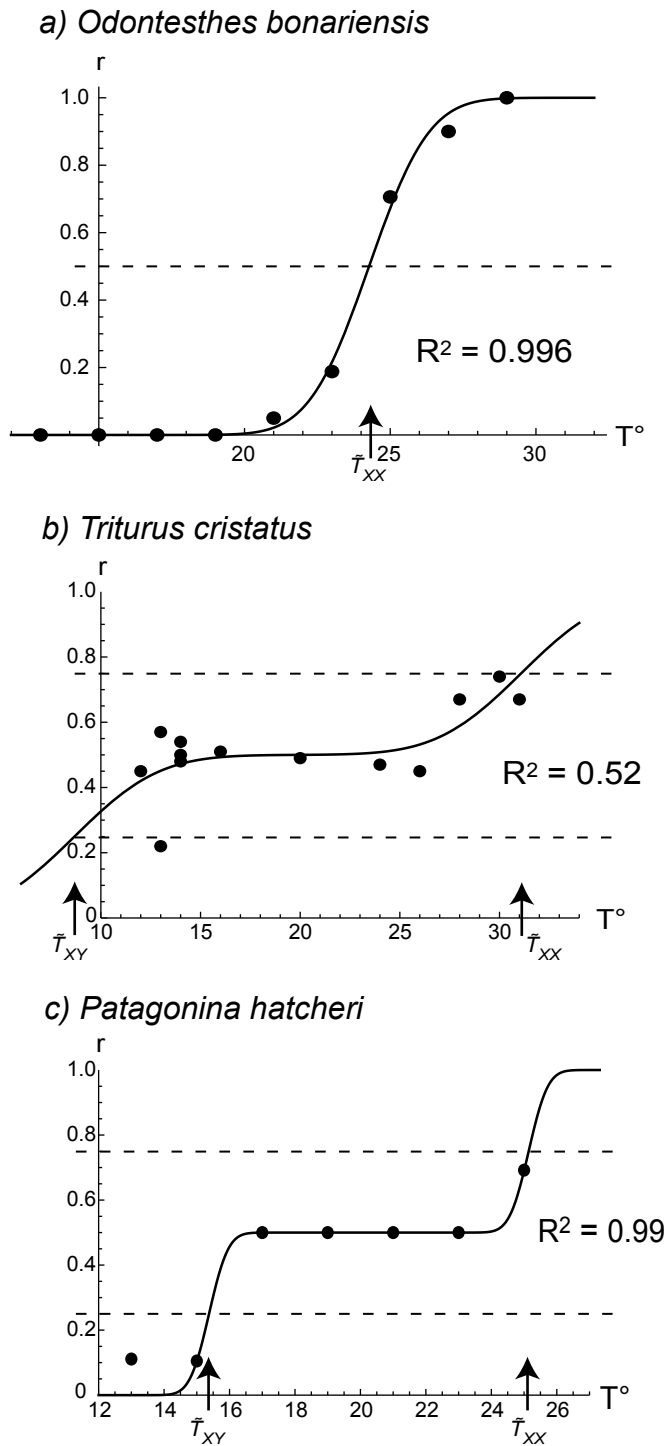 a) Odontesthes bonariensis
r
1.0
0.8
0.6
0.4
0.2
R² = 0.996
20 25 30 T°
T̃XX
b) Triturus cristatus
r
1.0
0.8
0.6
0.4
0.2
0
R² = 0.52
10 15 20 25 30 T°
T̃XY T̃XX
c) Patagonina hatcheri
r
1.0
0.8
0.6
0.4
0.2
0
R² = 0.99
12 14 16 18 20 22 24 26 T°
T̃XY T̃XX